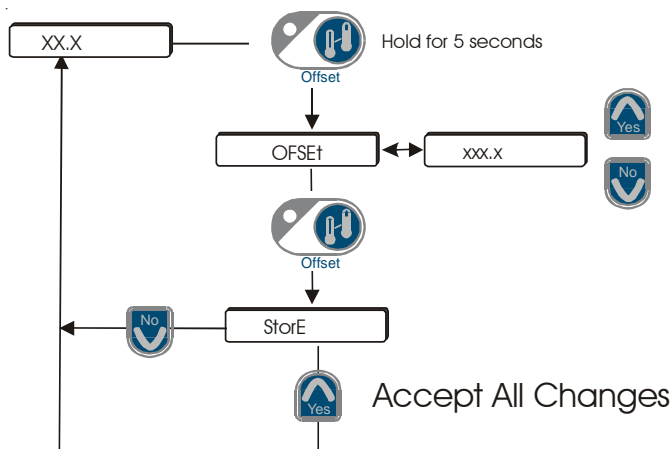 XX.X
Hold for 5 seconds
Offset
OFSEt
xxx.x
Yes
No
Offset
No
StorE
Yes
Accept All Changes